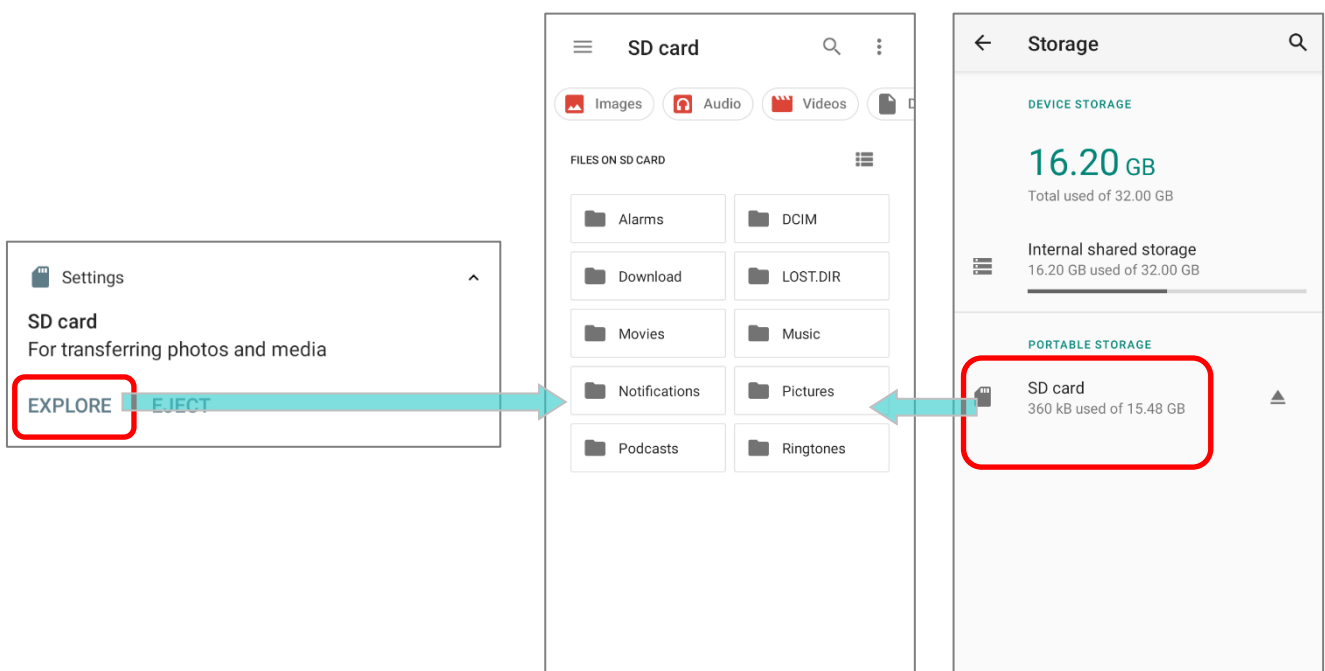 Settings
SD card
For transferring photos and media
EXPLORE EJECT
SD card
Images Audio Videos D
FILES ON SD CARD
Alarms DCIM
Download LOST.DIR
Movies Music
Notifications Pictures
Podcasts Ringtones
Storage
DEVICE STORAGE
16.20 GB
Total used of 32.00 GB
Internal shared storage
16.20 GB used of 32.00 GB
PORTABLE STORAGE
SD card
360 kB used of 15.48 GB